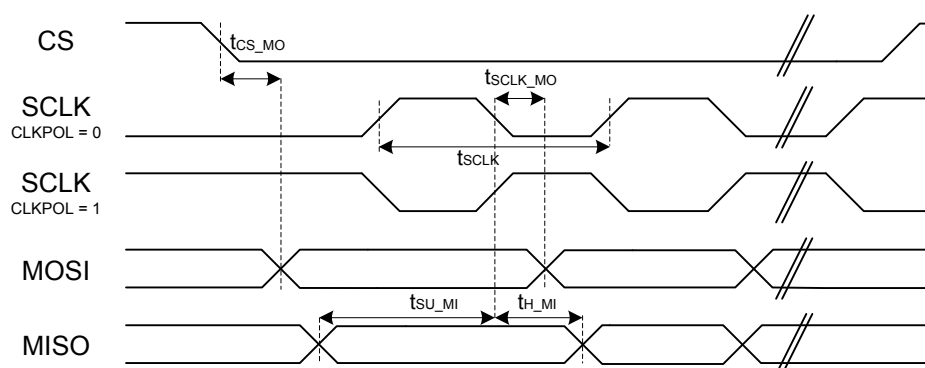 CS
tCS_MO
SCLK
CLKPOL = 0
tSCLK_MO
tSCLK
SCLK
CLKPOL = 1
MOSI
MISO
tSU_MI
tH_MI